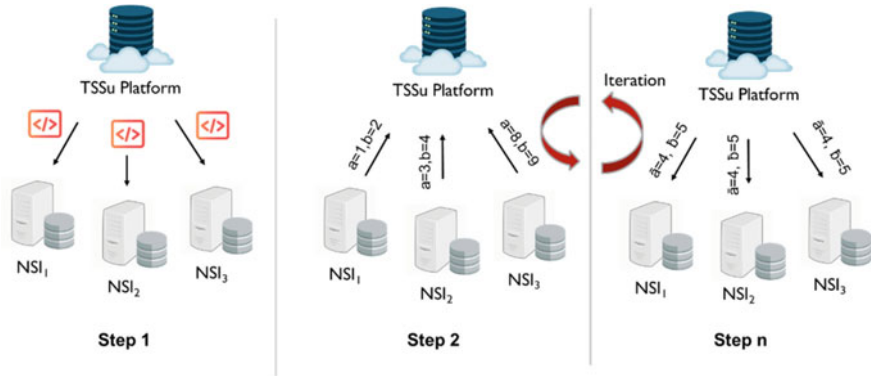 TSSu Platform
</>
</>
</>
NSI₁
NSI₂
NSI₃
Step 1
TSSu Platform
a=1,b=2
a=3,b=4
a=8,b=9
NSI₁
NSI₂
NSI₃
Step 2
Iteration
TSSu Platform
ā=4, b̄=5
ā=4, b̄=5
ā=4, b̄=5
NSI₁
NSI₂
NSI₃
Step n